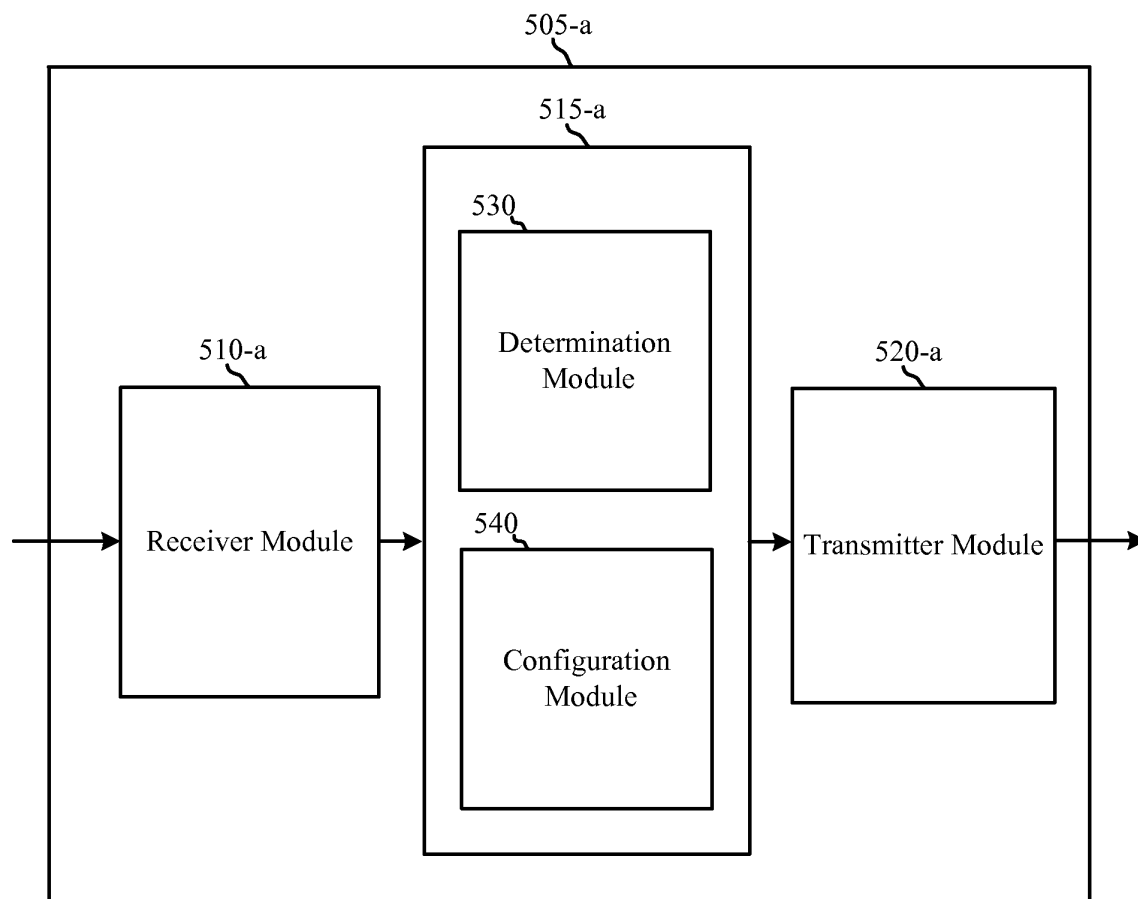 505-a
515-a
530
Determination
Module
510-a
520-a
Receiver Module
540
Transmitter Module
Configuration
Module